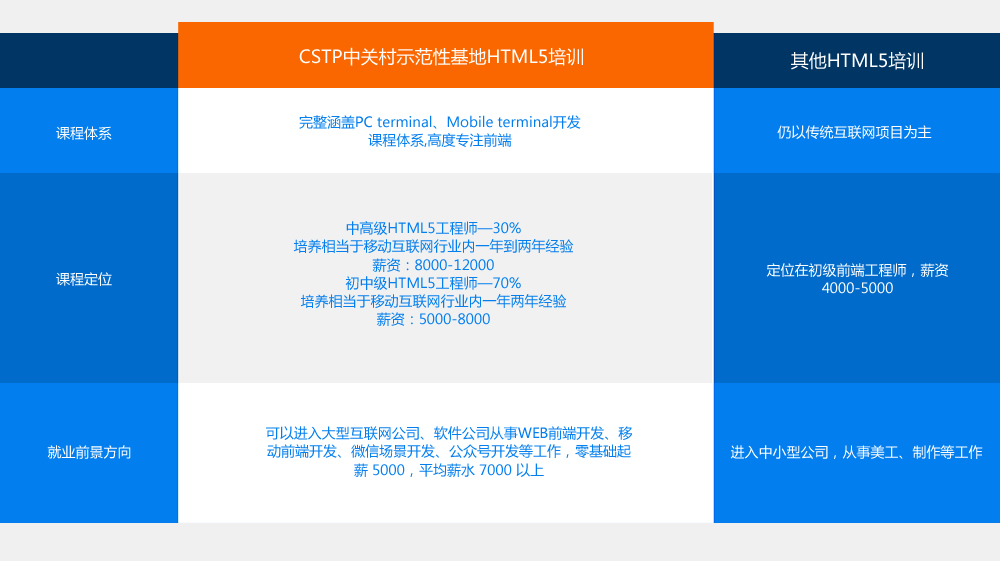 CSTP中关村示范性基地HTML5培训
其他HTML5培训
课程体系
完整涵盖PC terminal、Mobile terminal开发
课程体系,高度专注前端
仍以传统互联网项目为主
课程定位
中高级HTML5工程师—30%
培养相当于移动互联网行业内一年到两年经验
薪资：8000-12000
初中级HTML5工程师—70%
培养相当于移动互联网行业内一年两年经验
薪资：5000-8000
定位在初级前端工程师，薪资
4000-5000
就业前景方向
可以进入大型互联网公司、软件公司从事WEB前端开发、移
动前端开发、微信场景开发、公众号开发等工作，零基础起
薪 5000，平均薪水 7000 以上
进入中小型公司，从事美工、制作等工作